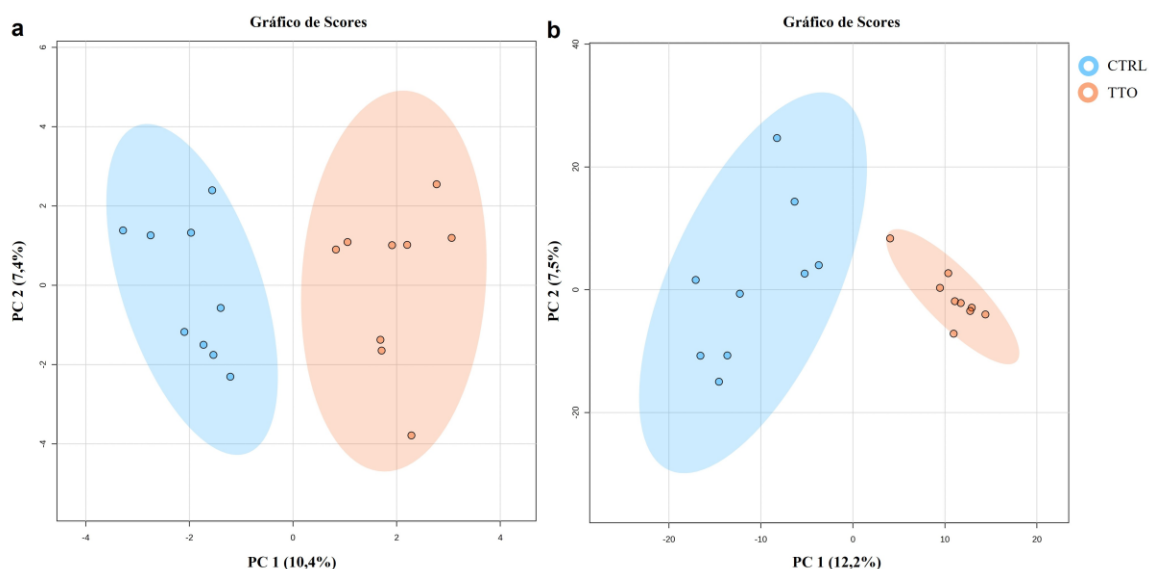 a
Gráfico de Scores
6
4
2
0
-2
-4
PC 2 (7,4%)
-4
-2
0
2
4
PC 1 (10,4%)
b
Gráfico de Scores
40
20
0
-20
PC 2 (7,5%)
-20
-10
0
10
20
PC 1 (12,2%)
CTRL
TTO